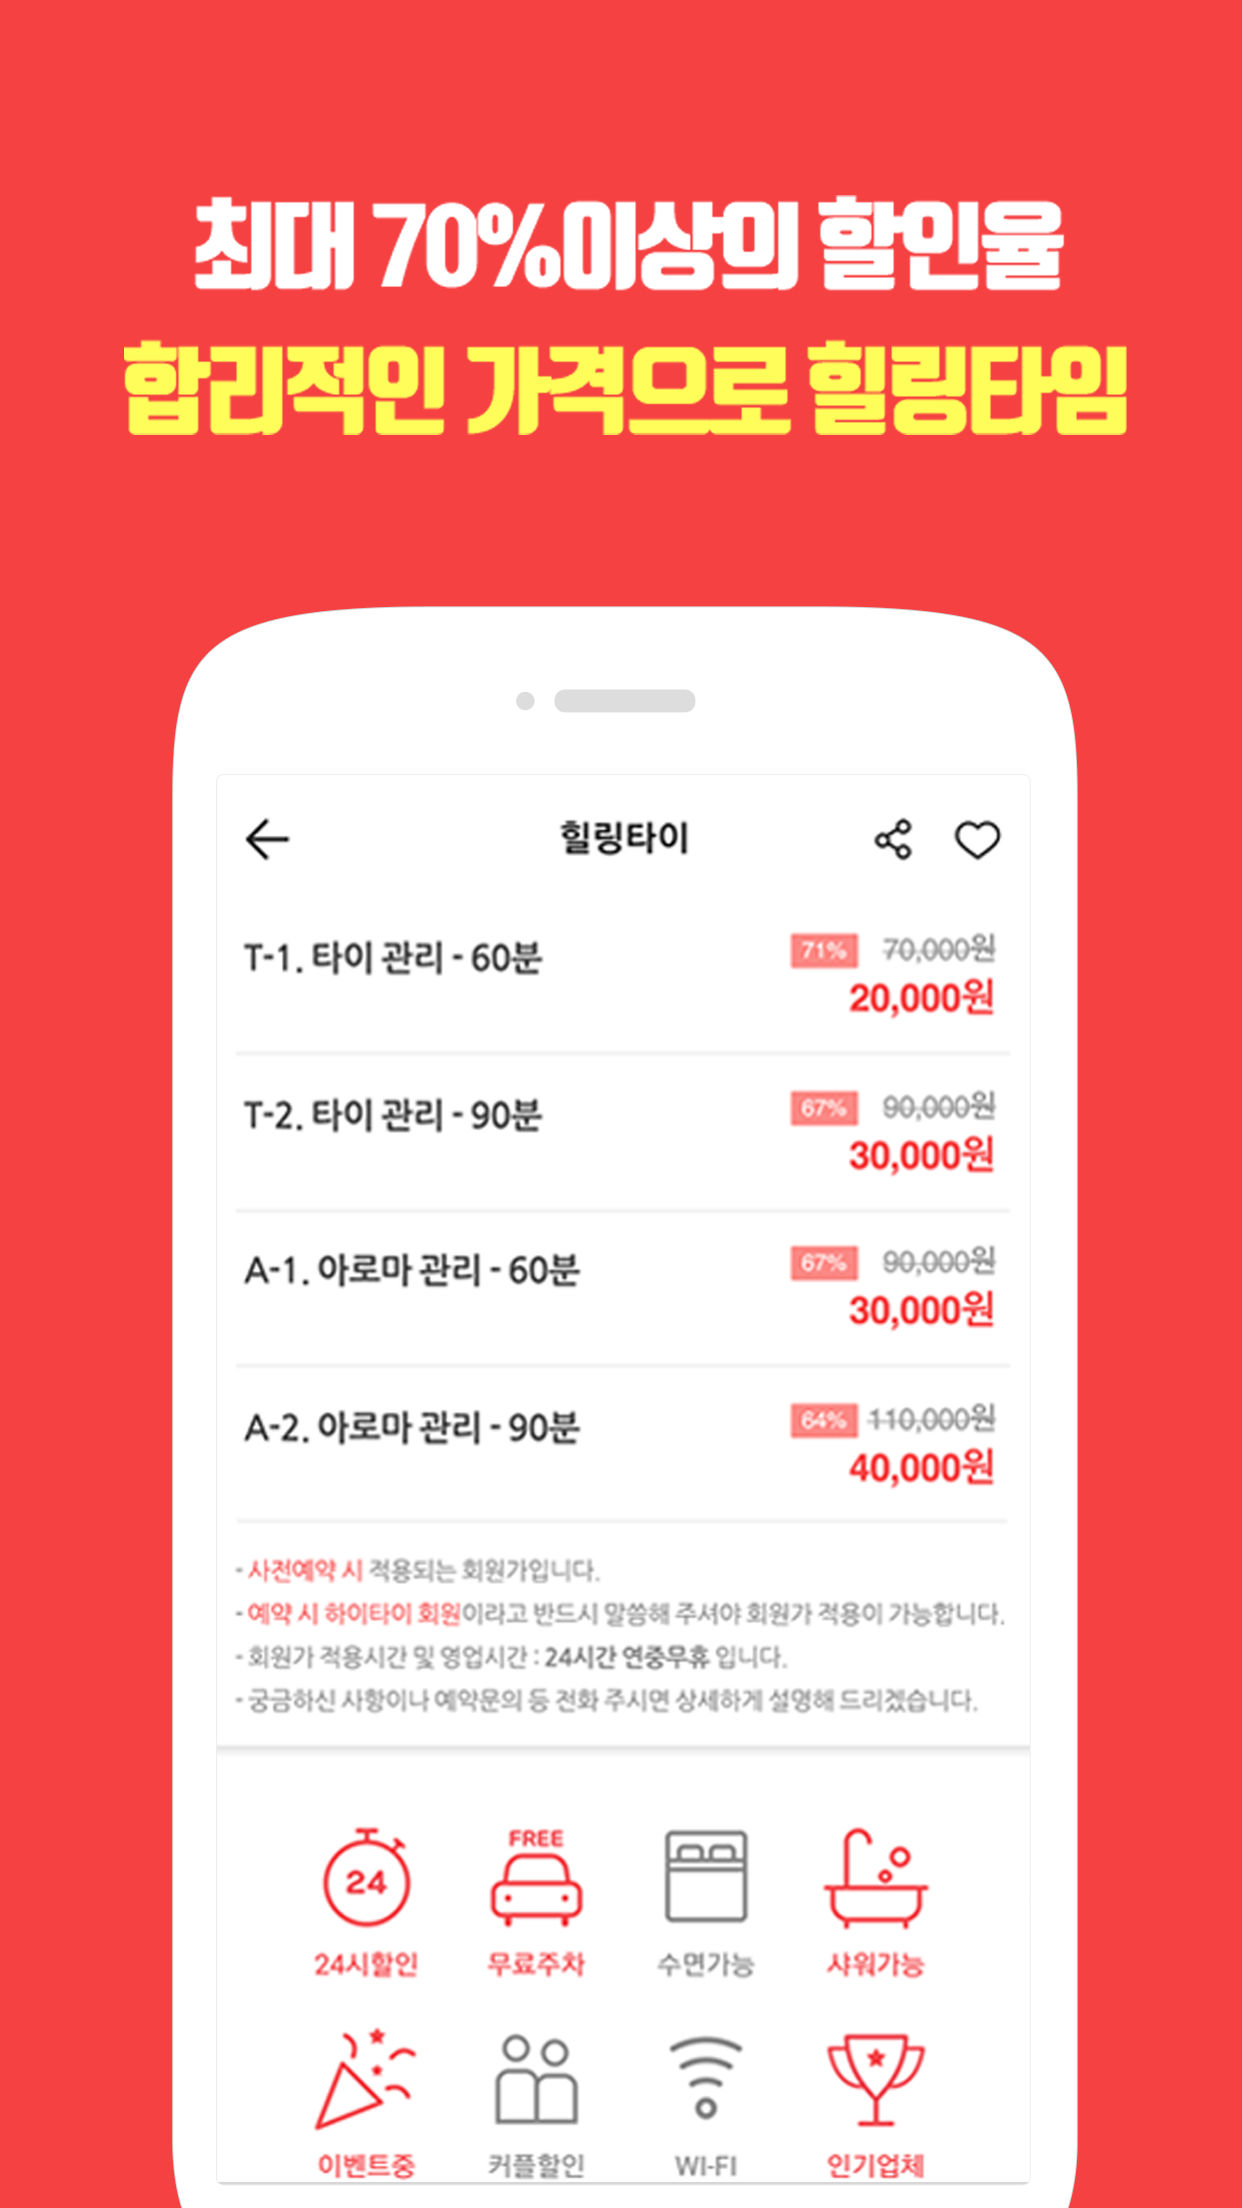 최대 70%이상의 할인율
합리적인 가격으로 힐링타임
힐링타이
T-1. 타이 관리 - 60분
71% 70,000원
20,000원
T-2. 타이 관리 - 90분
67% 90,000원
30,000원
A-1. 아로마 관리 - 60분
67% 90,000원
30,000원
A-2. 아로마 관리 - 90분
64% 110,000원
40,000원
- 사전예약 시 적용되는 회원가입니다.
- 예약 시 하이타이 회원이라고 반드시 말씀해 주셔야 회원가 적용이 가능합니다.
- 회원가 적용시간 및 영업시간 : 24시간 연중무휴 입니다.
- 궁금하신 사항이나 예약문의 등 전화 주시면 상세하게 설명해 드리겠습니다.
24
FREE
24시할인 무료주차 수면가능 샤워가능
이벤트중 커플할인 WI-FI 인기업체